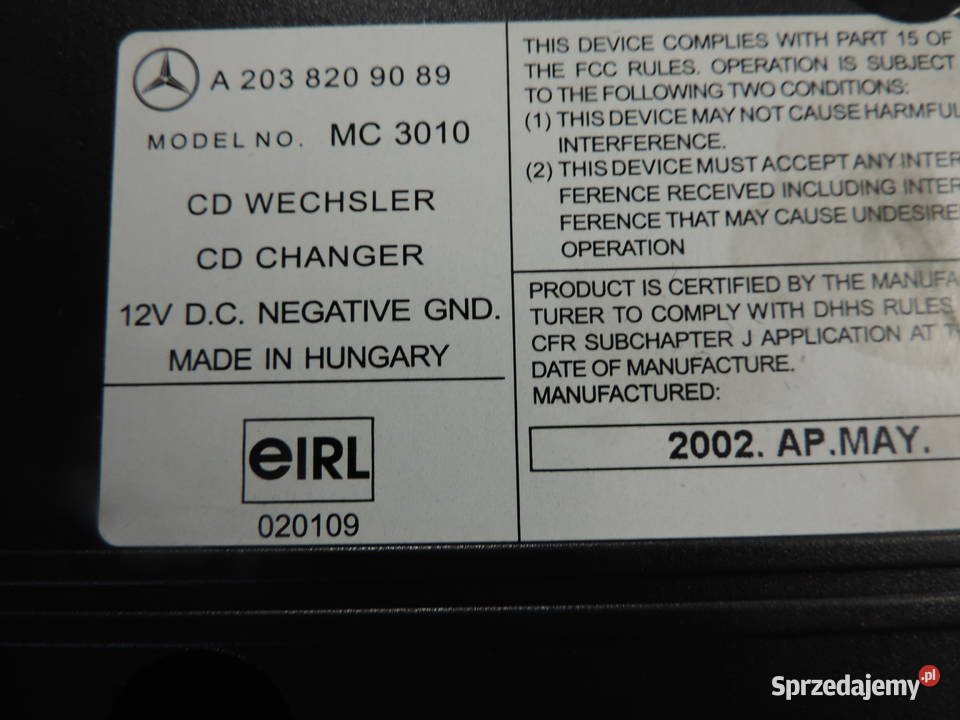 A 203 820 90 89
MODEL NO. MC 3010
CD WECHSLER
CD CHANGER
12V D.C. NEGATIVE GND.
MADE IN HUNGARY
eIRL
020109
THIS DEVICE COMPLIES WITH PART 15 OF
THE FCC RULES. OPERATION IS SUBJECT
TO THE FOLLOWING TWO CONDITIONS:
(1) THIS DEVICE MAY NOT CAUSE HARMFUL
INTERFERENCE.
(2) THIS DEVICE MUST ACCEPT ANY INTER
FERENCE RECEIVED INCLUDING INTER
FERENCE THAT MAY CAUSE UNDESIRE
OPERATION
PRODUCT IS CERTIFIED BY THE MANUFA
TURER TO COMPLY WITH DHHS RULES
CFR SUBCHAPTER J APPLICATION AT
DATE OF MANUFACTURE.
MANUFACTURED:
2002. AP.MAY.
Sprzedajemy.pl